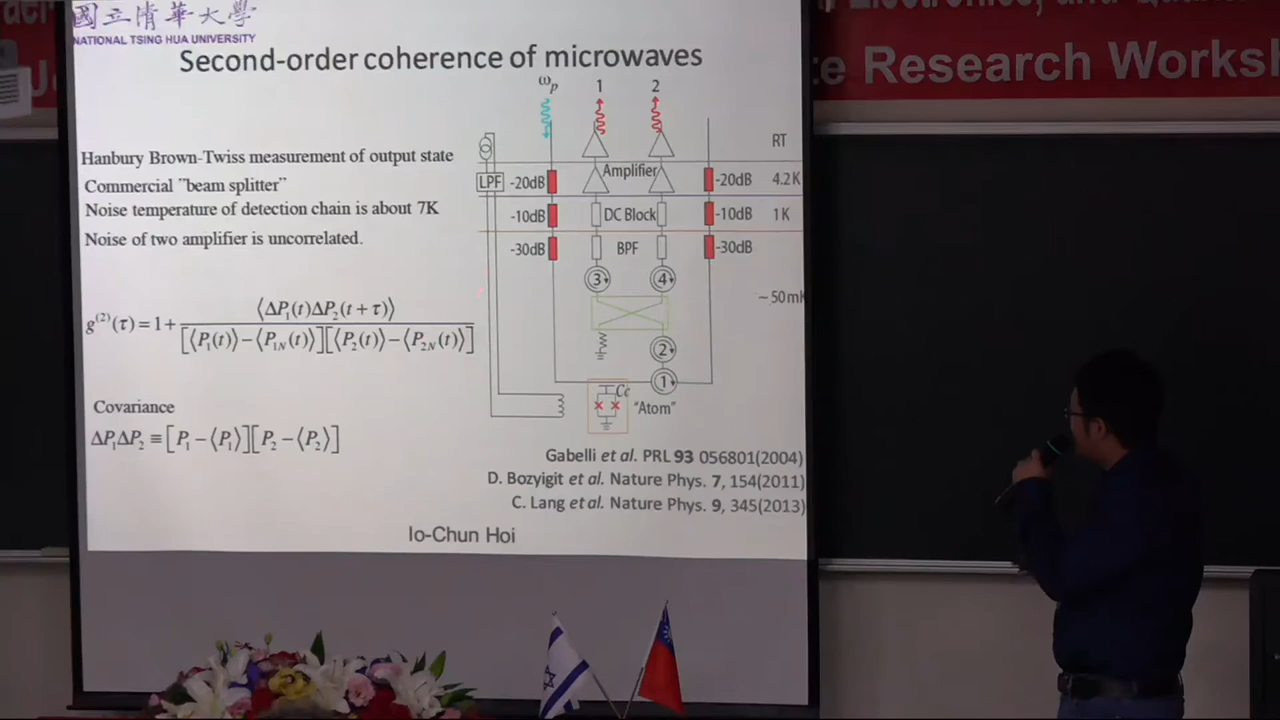 國立清華大學
NATIONAL TSING HUA UNIVERSITY
Second-order coherence of microwaves
Hanbury Brown-Twiss measurement of output state
Commercial "beam splitter"
Noise temperature of detection chain is about 7K
Noise of two amplifier is uncorrelated.
g⁽²⁾(τ) = 1 + ⟨ΔP₁(t)ΔP₂(t + τ)⟩ / [⟨P₁(t)⟩ − ⟨P₁N(t)⟩][⟨P₂(t)⟩ − ⟨P₂N(t)⟩]
Covariance
ΔP₁ΔP₂ ≡ [P₁ − ⟨P₁⟩][P₂ − ⟨P₂⟩]
ωp 1 2
RT
Amplifier
LPF -20dB -20dB 4.2K
-10dB DC Block -10dB 1K
-30dB BPF -30dB
3 4
~ 50mK
2
1
Cc
"Atom"
Gabelli et al. PRL 93 056801(2004)
D. Bozyigit et al. Nature Phys. 7, 154(2011)
C. Lang et al. Nature Phys. 9, 345(2013)
Io-Chun Hoi
Electronics, and
Research Works